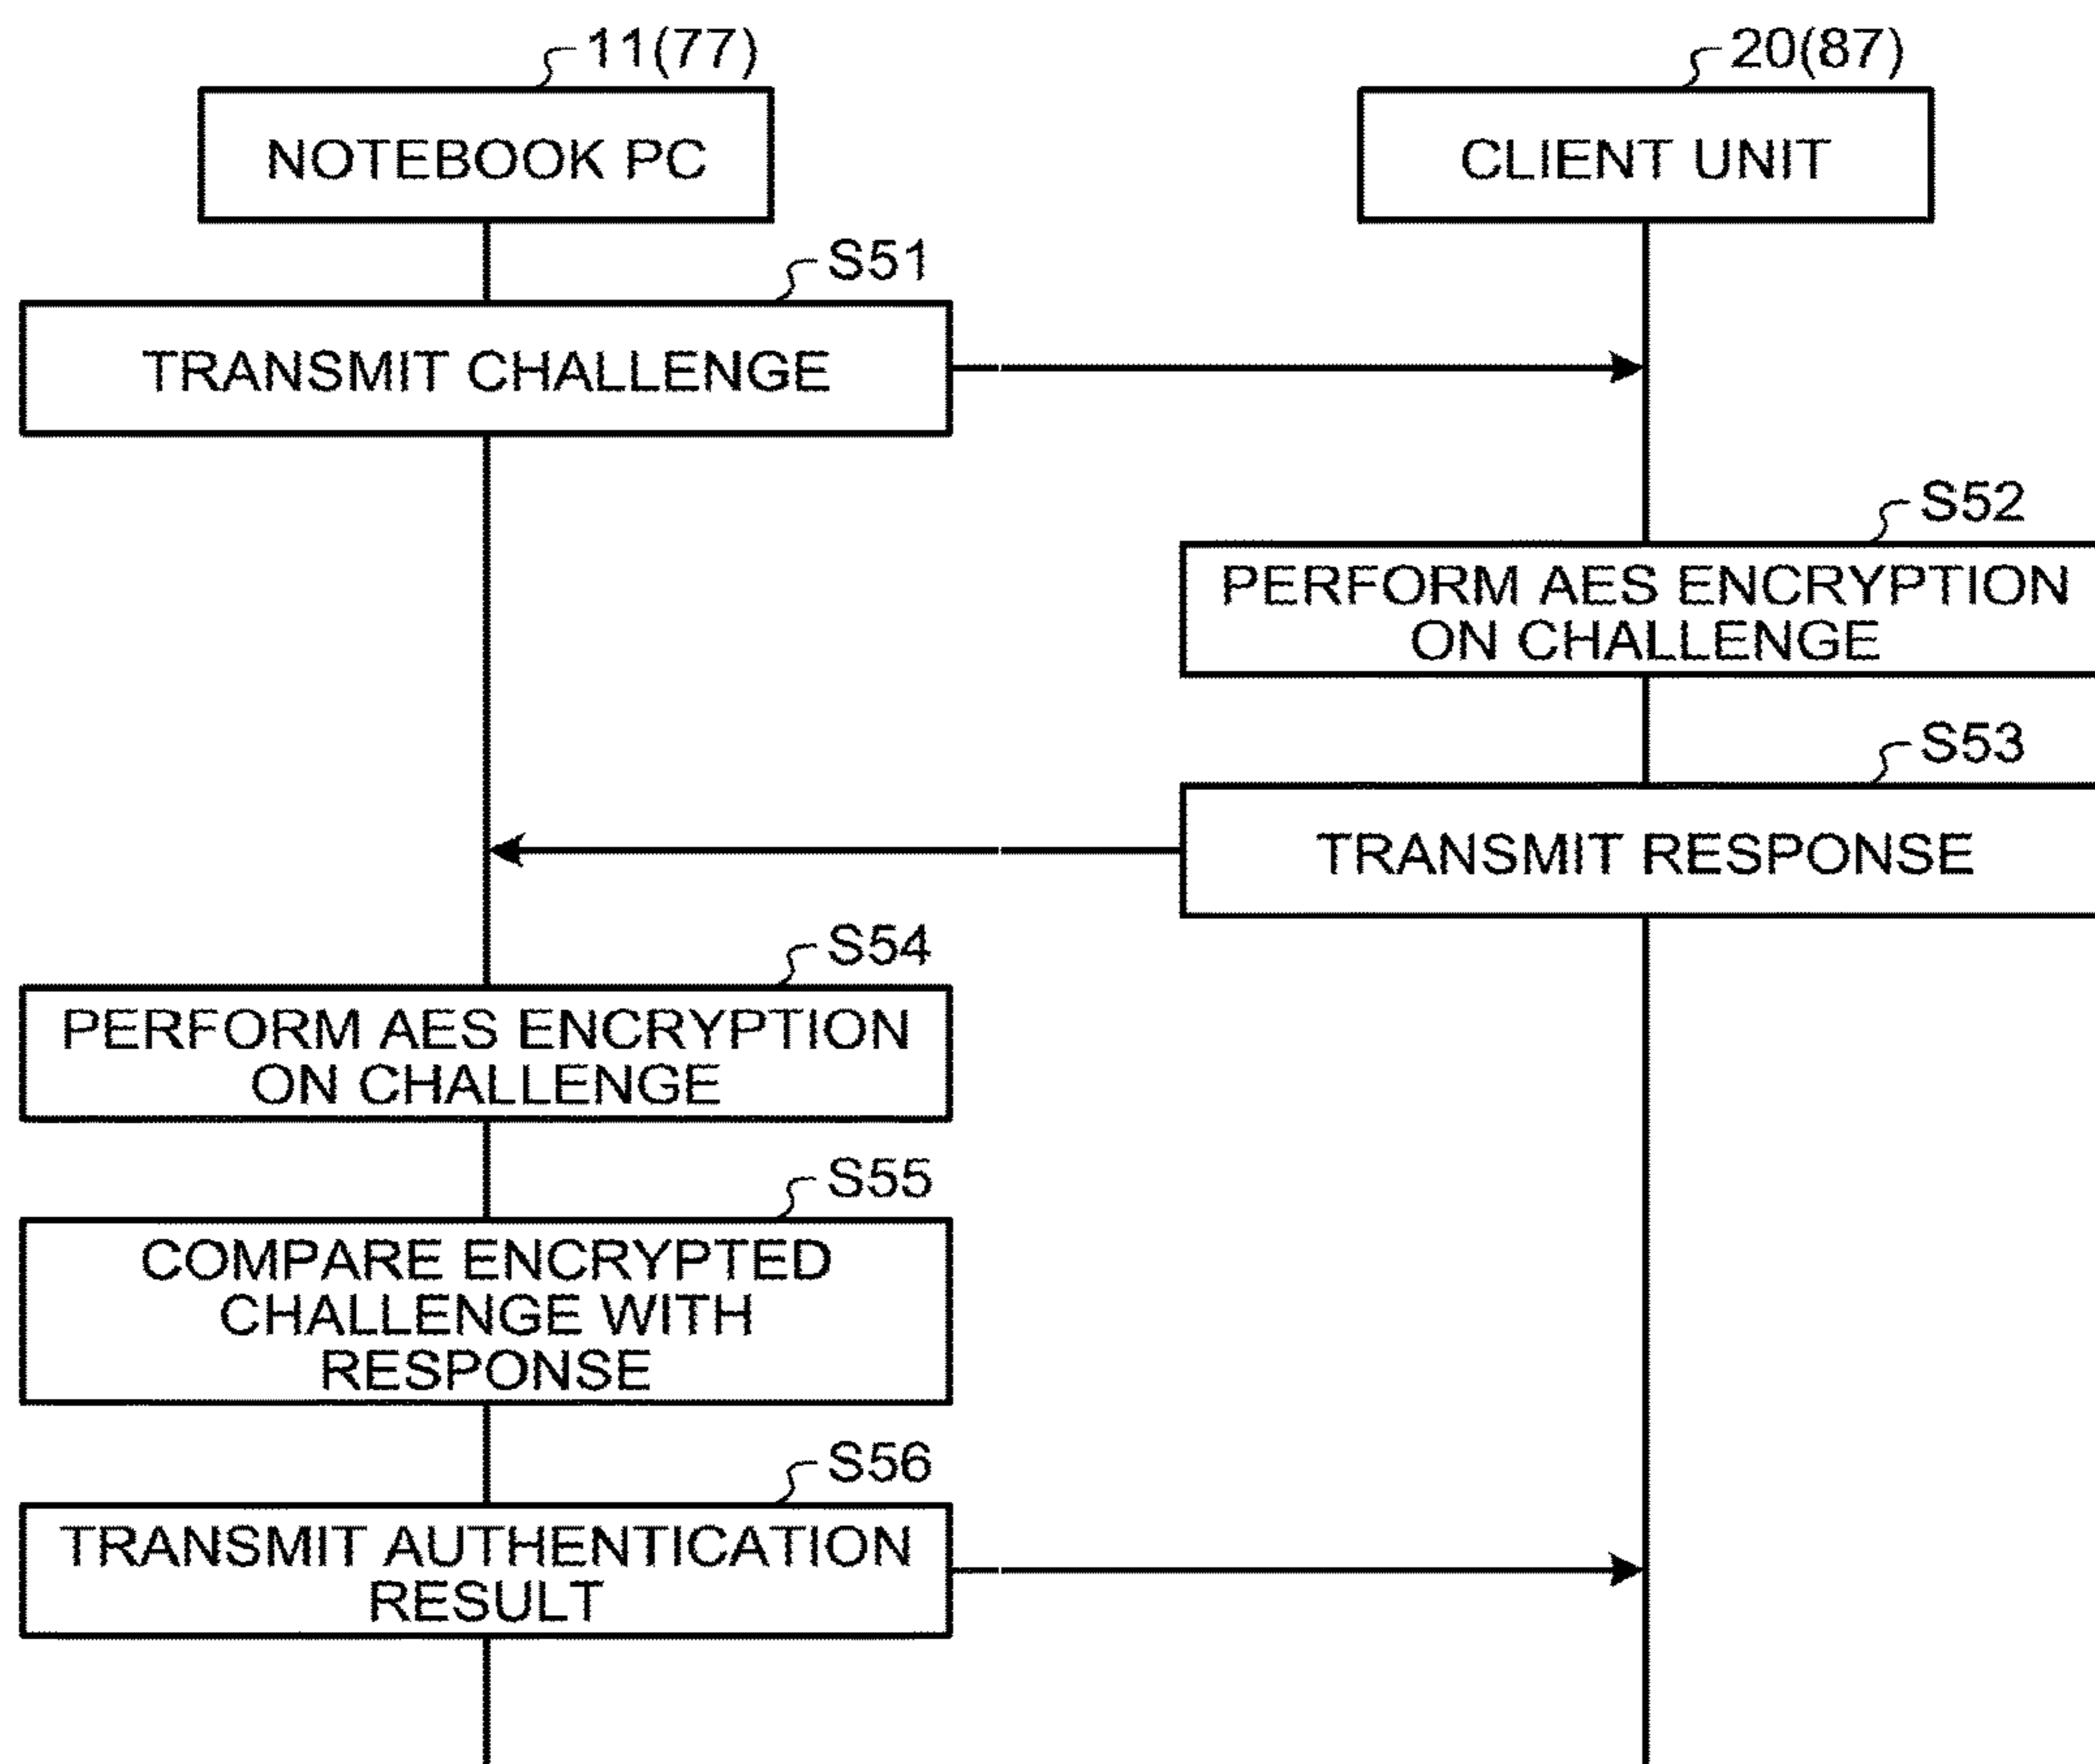 11(77)
20(87)
NOTEBOOK PC
CLIENT UNIT
S51
TRANSMIT CHALLENGE
S52
PERFORM AES ENCRYPTION
ON CHALLENGE
S53
TRANSMIT RESPONSE
S54
PERFORM AES ENCRYPTION
ON CHALLENGE
S55
COMPARE ENCRYPTED
CHALLENGE WITH
RESPONSE
S56
TRANSMIT AUTHENTICATION
RESULT